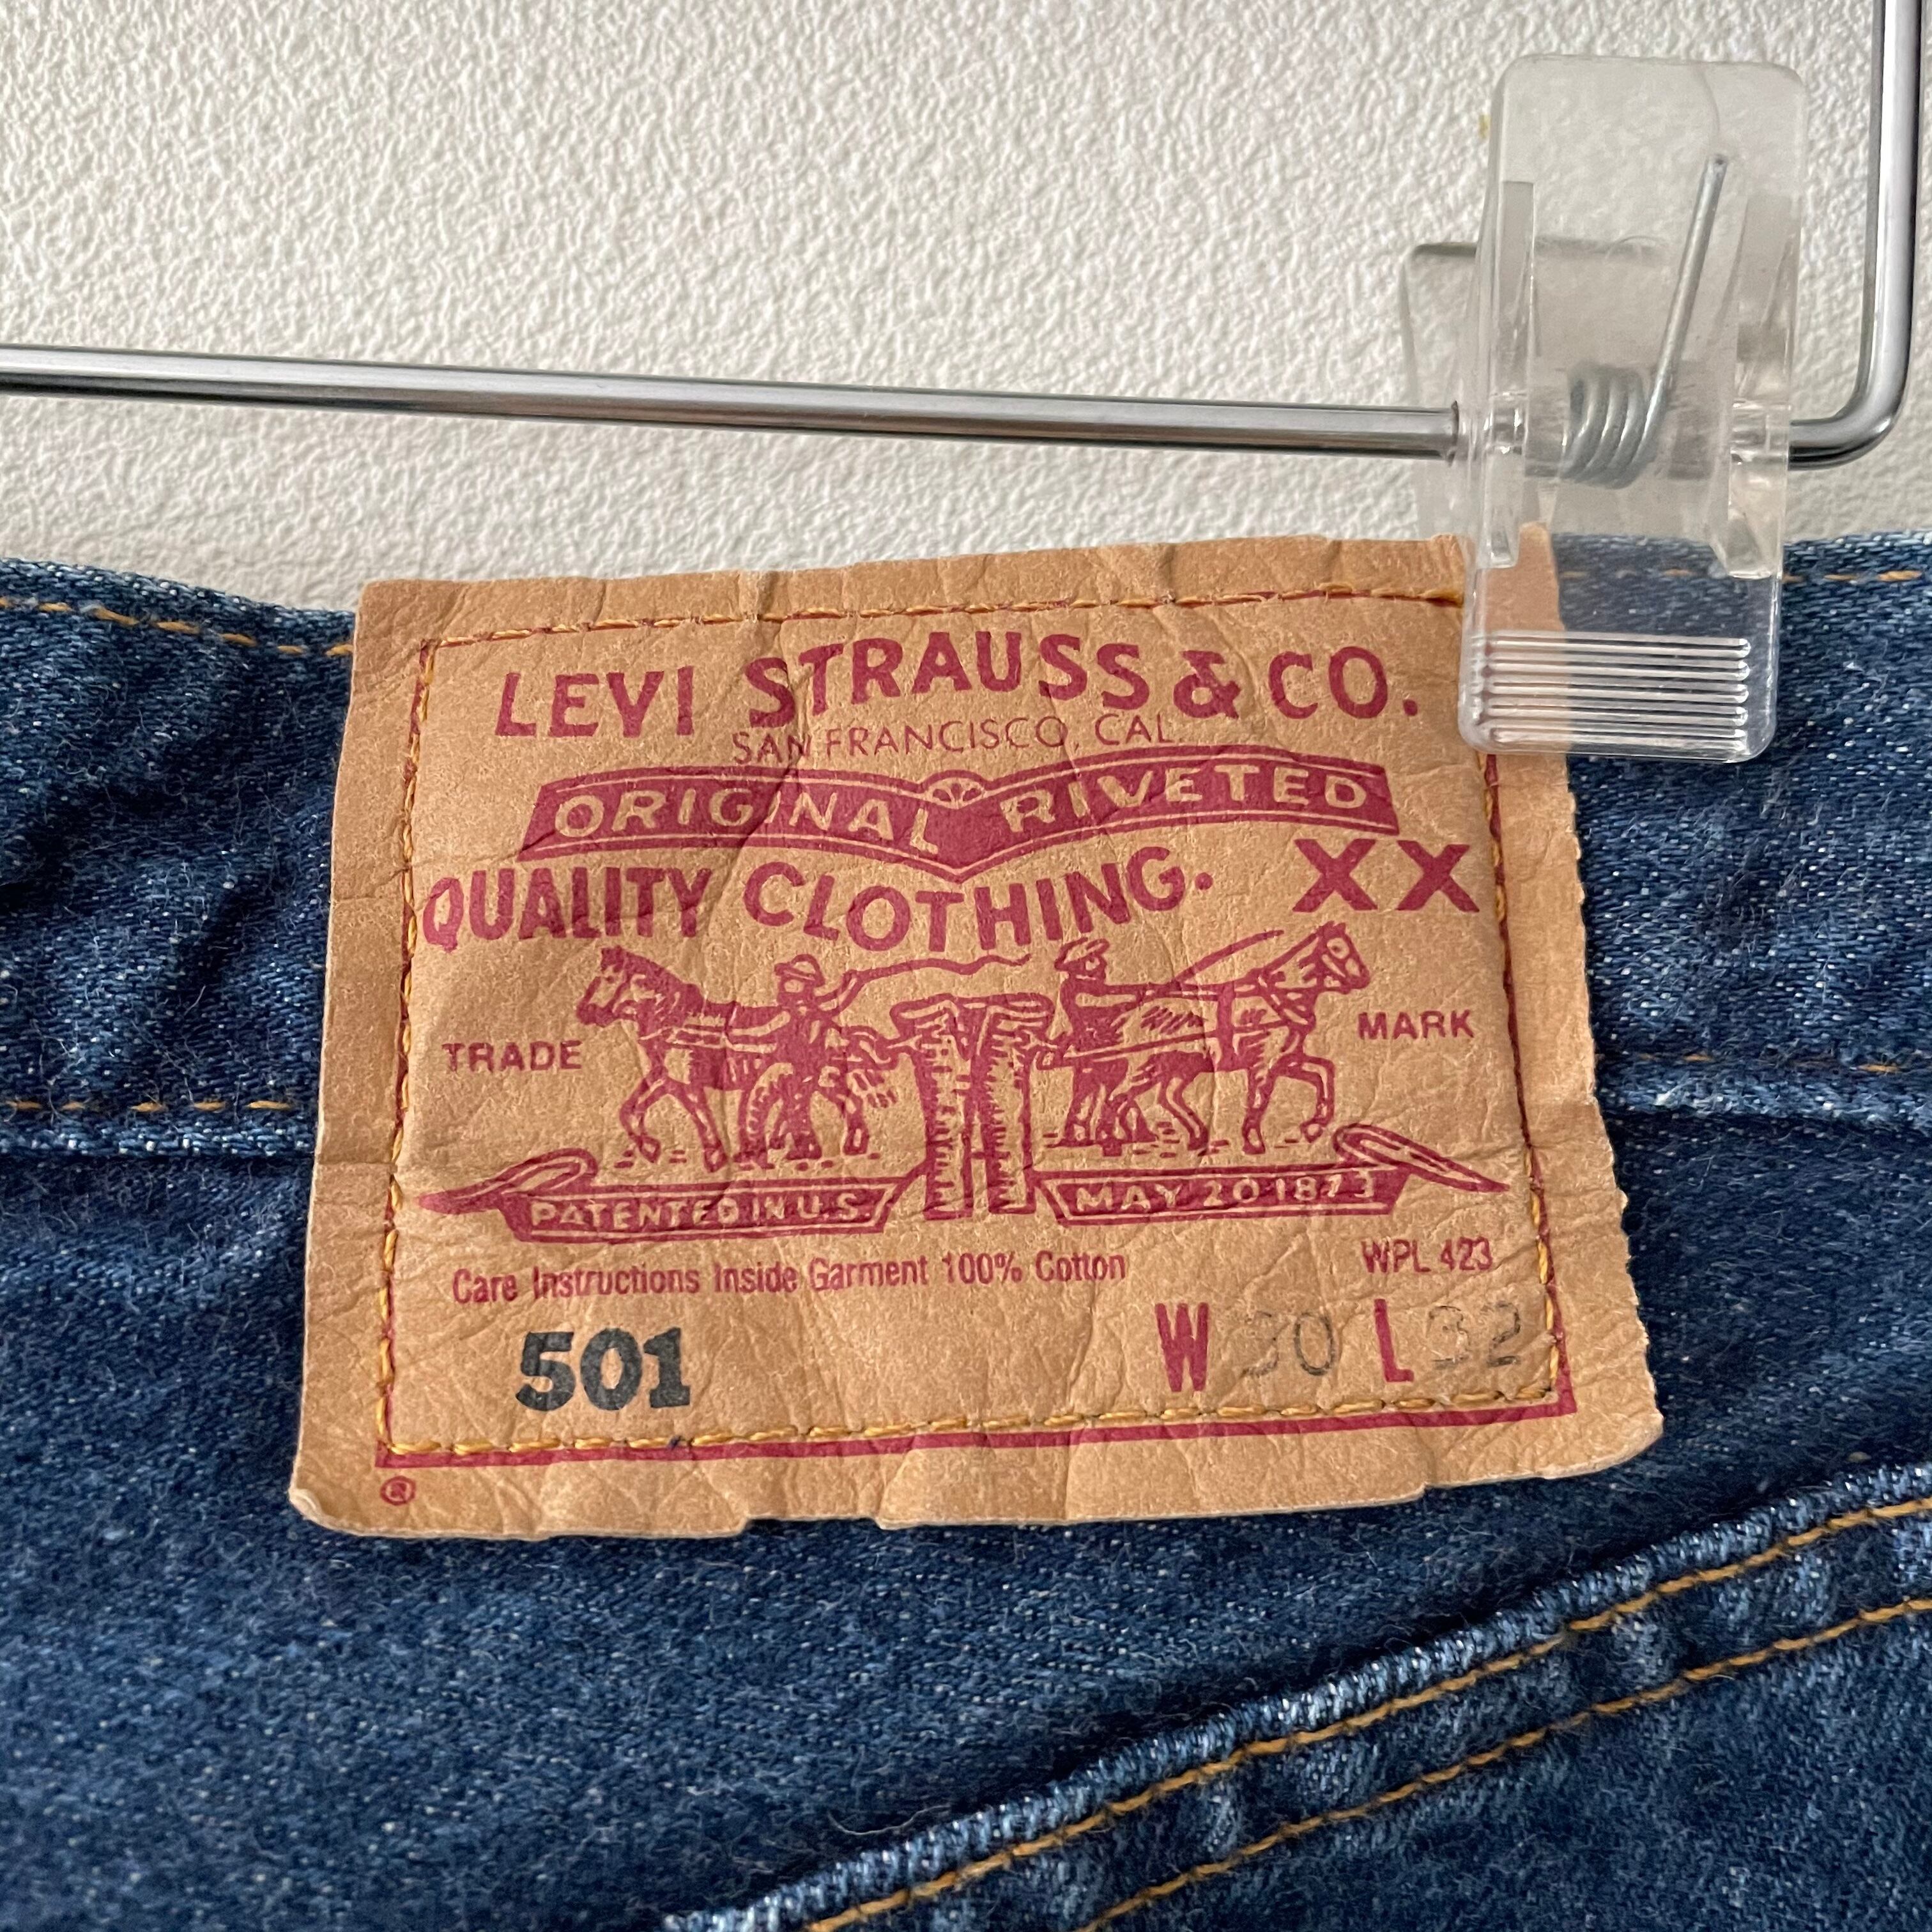 LEVI STRAUSS & CO.
SAN FRANCISCO, CAL.
ORIGINAL RIVETED
QUALITY CLOTHING. XX
TRADE MARK
PATENTED IN U.S. MAY 20 1873
Care Instructions Inside Garment 100% Cotton WPL 423
501 W 30 L 32
®